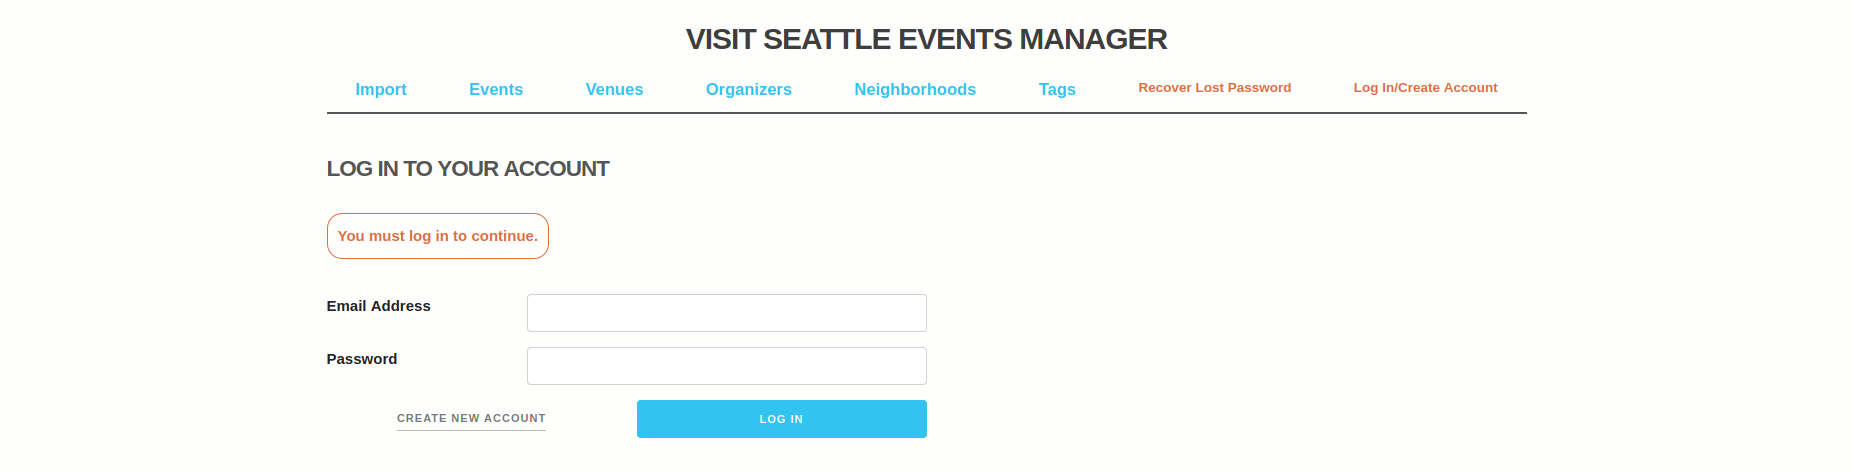 VISIT SEATTLE EVENTS MANAGER
Import Events Venues Organizers Neighborhoods Tags Recover Lost Password Log In/Create Account
LOG IN TO YOUR ACCOUNT
You must log in to continue.
Email Address
Password
CREATE NEW ACCOUNT LOG IN